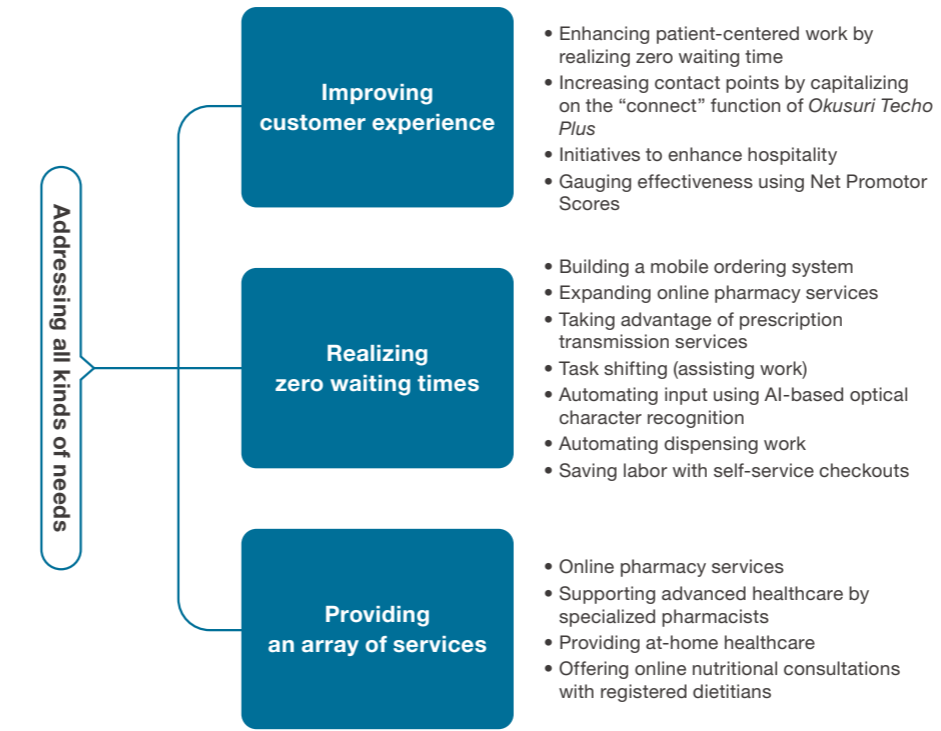 Addressing all kinds of needs
Improving
customer experience
• Enhancing patient-centered work by
realizing zero waiting time
• Increasing contact points by capitalizing
on the “connect” function of Okusuri Techo
Plus
• Initiatives to enhance hospitality
• Gauging effectiveness using Net Promotor
Scores
Realizing
zero waiting times
• Building a mobile ordering system
• Expanding online pharmacy services
• Taking advantage of prescription
transmission services
• Task shifting (assisting work)
• Automating input using AI-based optical
character recognition
• Automating dispensing work
• Saving labor with self-service checkouts
Providing
an array of services
• Online pharmacy services
• Supporting advanced healthcare by
specialized pharmacists
• Providing at-home healthcare
• Offering online nutritional consultations
with registered dietitians